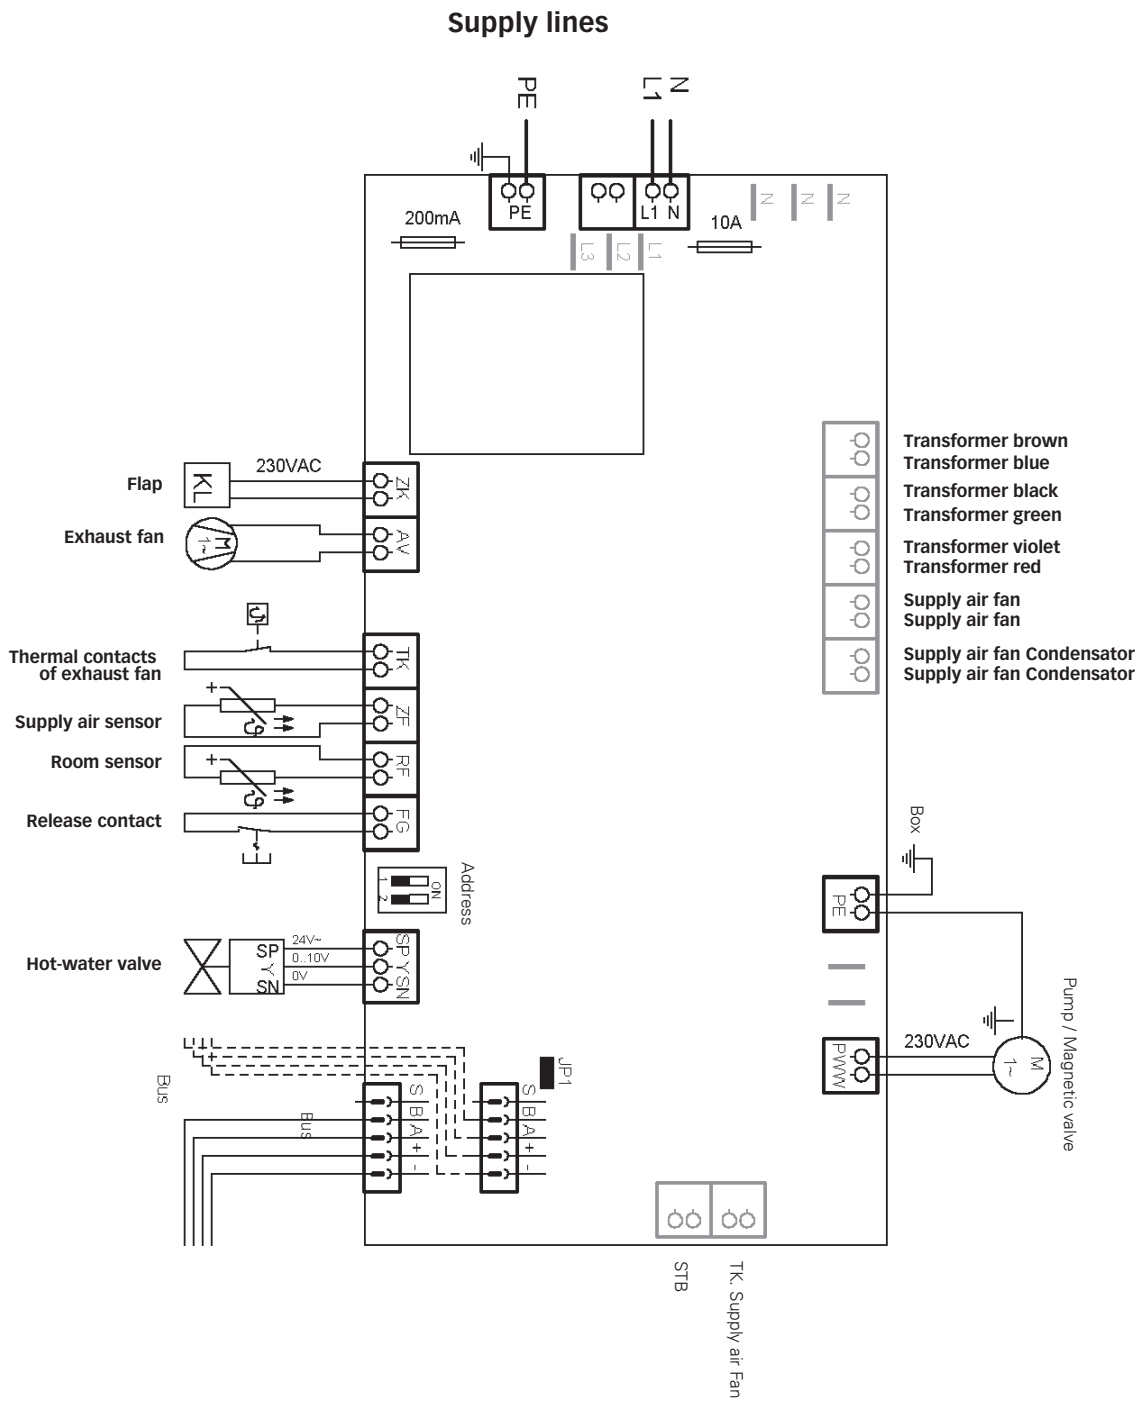 Supply lines
PE
L1
N
200mA
PE
L1 N
10A
N
N
N
L3
L2
L1
Flap
KL
230VAC
ZK
Exhaust fan
M
1~
AV
Thermal contacts
of exhaust fan
TK
Supply air sensor
+
ZF
Room sensor
+
RF
Release contact
FG
1
2
ON
Address
Hot-water valve
SP
Y
SN
24V~
0..10V
0V
SP Y SN
Bus
Bus
S B A + -
S B A + -
JP1
Transformer brown
Transformer blue
Transformer black
Transformer green
Transformer violet
Transformer red
Supply air fan
Supply air fan
Supply air fan Condensator
Supply air fan Condensator
Box
PE
230VAC
PWW
M
1~
Pump / Magnetic valve
STB
TK. Supply air Fan